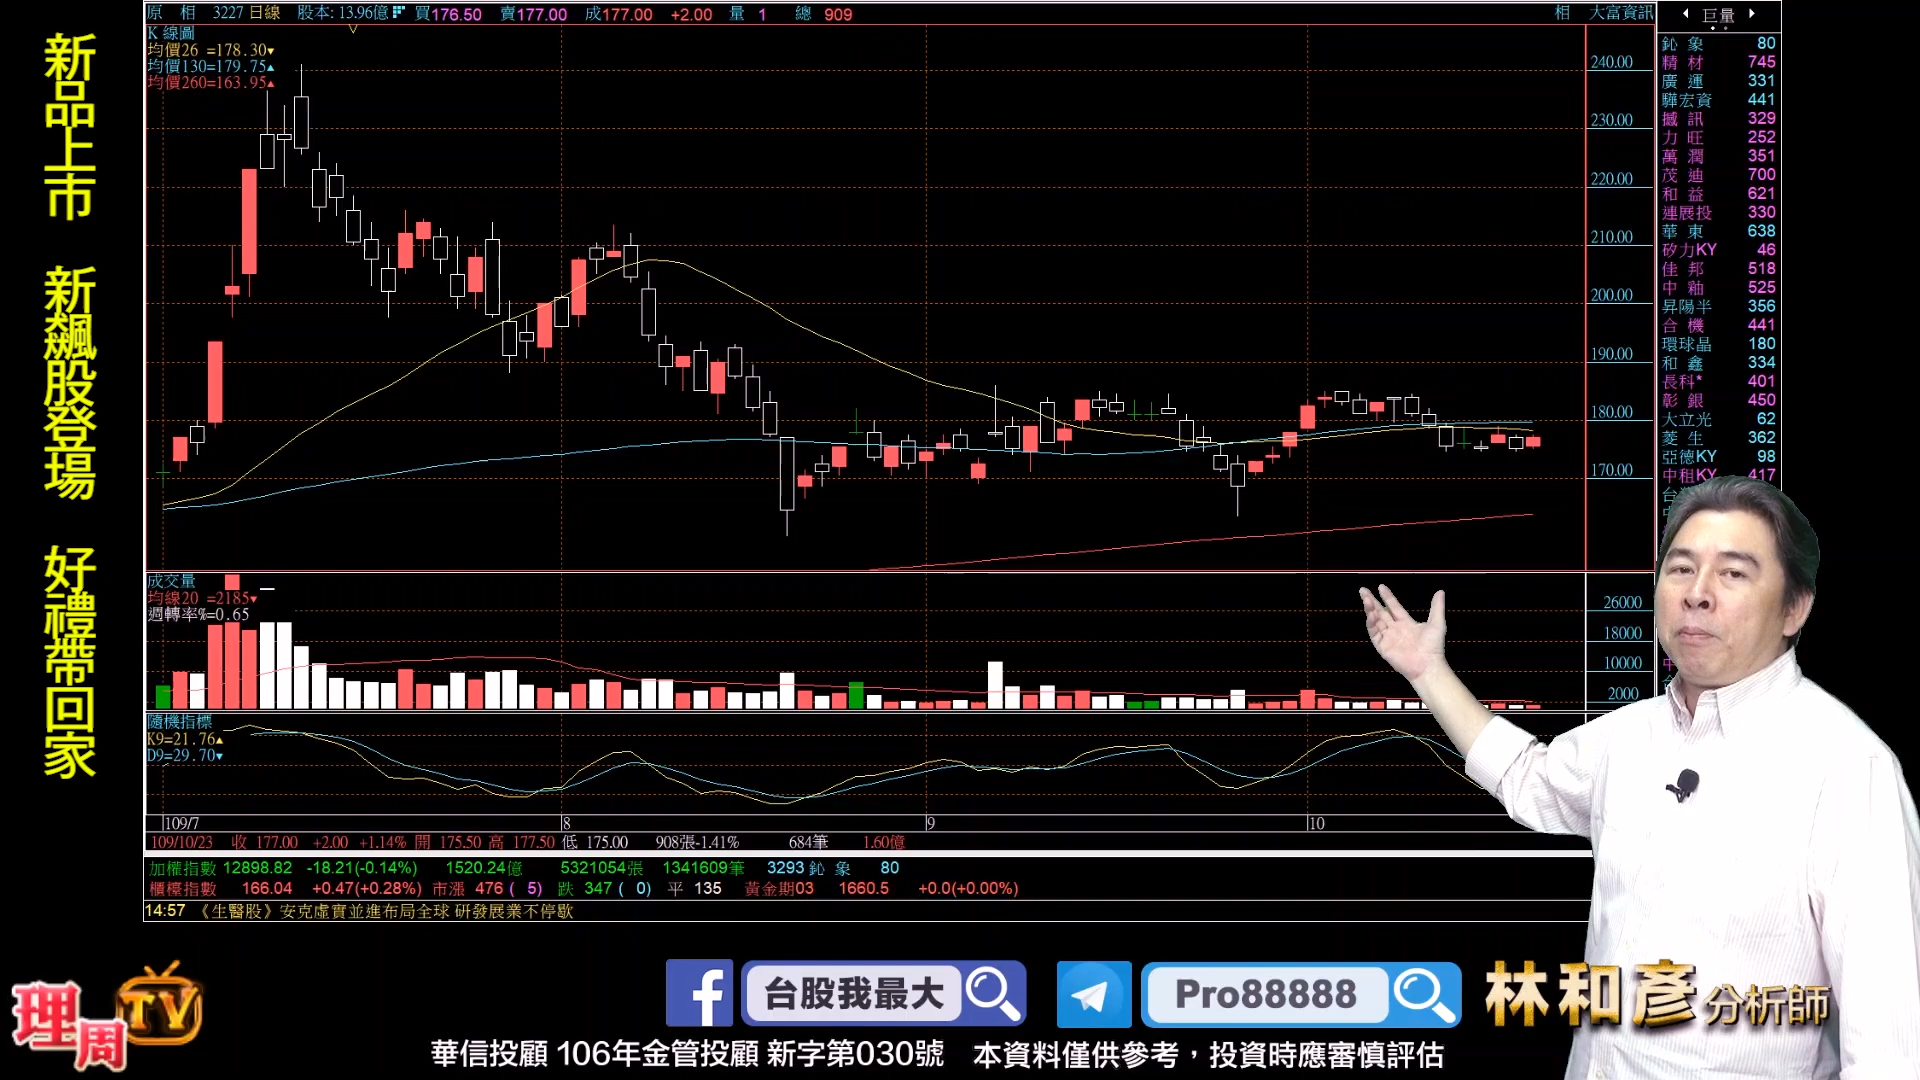 新品上市 新飆股登場 好禮帶回家
原 相 3227 日線 股本: 13.96億 買176.50 賣177.00 成177.00 +2.00 量 1 總 909 相 大富資訊
K 線圖
均價26 =178.30▾
均價130=179.75▴
均價260=163.95▴
240.00
230.00
220.00
210.00
200.00
190.00
180.00
170.00
成交量
均線20 =2185▾
週轉率%=0.65
26000
18000
10000
2000
隨機指標
K9=21.76▴
D9=29.70▾
109/7 8 9 10
109/10/23 收 177.00 +2.00 +1.14% 開 175.50 高 177.50 低 175.00 908張-1.41% 684筆 1.60億
加權指數 12898.82 -18.21(-0.14%) 1520.24億 5321054張 1341609筆 3293 鈊 象 80
櫃檯指數 166.04 +0.47(+0.28%) 市漲 476 ( 5) 跌 347 ( 0) 平 135 黃金期03 1660.5 +0.0(+0.00%)
14:57 《生醫股》安克虛實並進布局全球 研發展業不停歇
巨量
鈊 象 80
精 材 745
廣 運 331
驊宏資 441
撼 訊 329
力 旺 252
萬 潤 351
茂 迪 700
和 益 621
連展投 330
華 東 638
矽力KY 46
佳 邦 518
中 釉 525
昇陽半 356
合 機 441
環球晶 180
和 鑫 334
長科* 401
彰 銀 450
大立光 62
菱 生 362
亞德KY 98
中租KY 417
理周TV
台股我最大
Pro88888
林和彥 分析師
華信投顧 106年金管投顧 新字第030號 本資料僅供參考，投資時應審慎評估